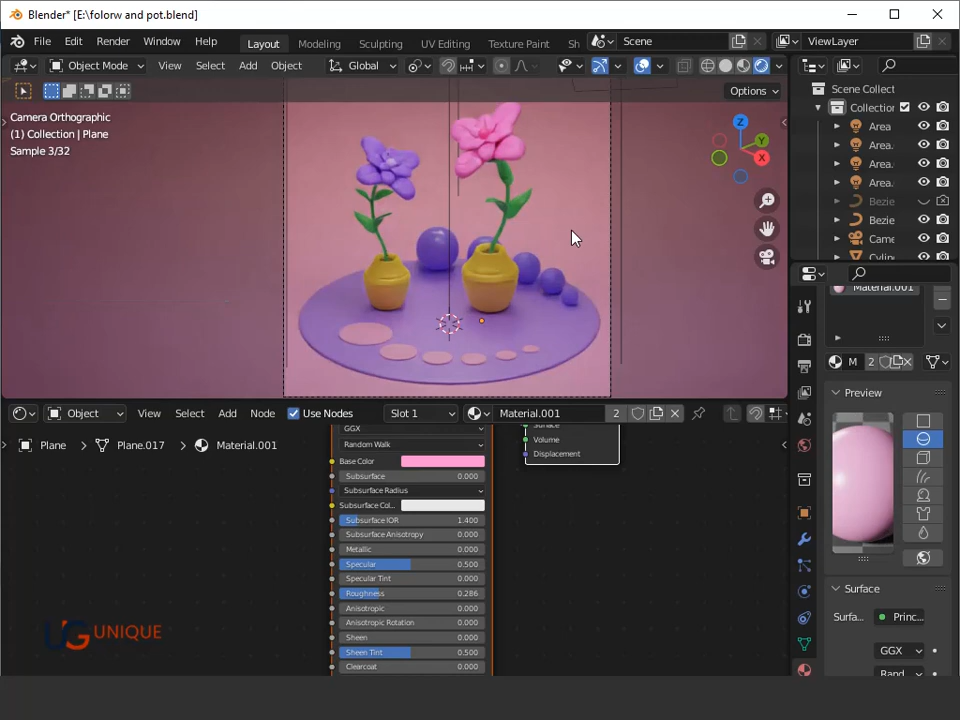 Blender* [E:\folorw and pot.blend]
File Edit Render Window Help Layout Modeling Sculpting UV Editing Texture Paint Sh Scene ViewLayer
Object Mode View Select Add Object Global
Options
Camera Orthographic
(1) Collection | Plane
Sample 3/32
Z
Y
X
Scene Collect
Collection
Area
Area.
Area.
Area.
Bezie
Bezie
Came
Cylin
Material.001
M 2
Preview
Surface
Surfa... Princ...
GGX
Rand
Object View Select Add Node Use Nodes Slot 1 Material.001 2
Plane Plane.017 Material.001
GGX
Random Walk
Base Color
Subsurface 0.000
Subsurface Radius
Subsurface Col...
Subsurface IOR 1.400
Subsurface Anisotropy 0.000
Metallic 0.000
Specular 0.500
Specular Tint 0.000
Roughness 0.286
Anisotropic 0.000
Anisotropic Rotation 0.000
Sheen 0.000
Sheen Tint 0.500
Clearcoat 0.000
Surface
Volume
Displacement
UG UNIQUE